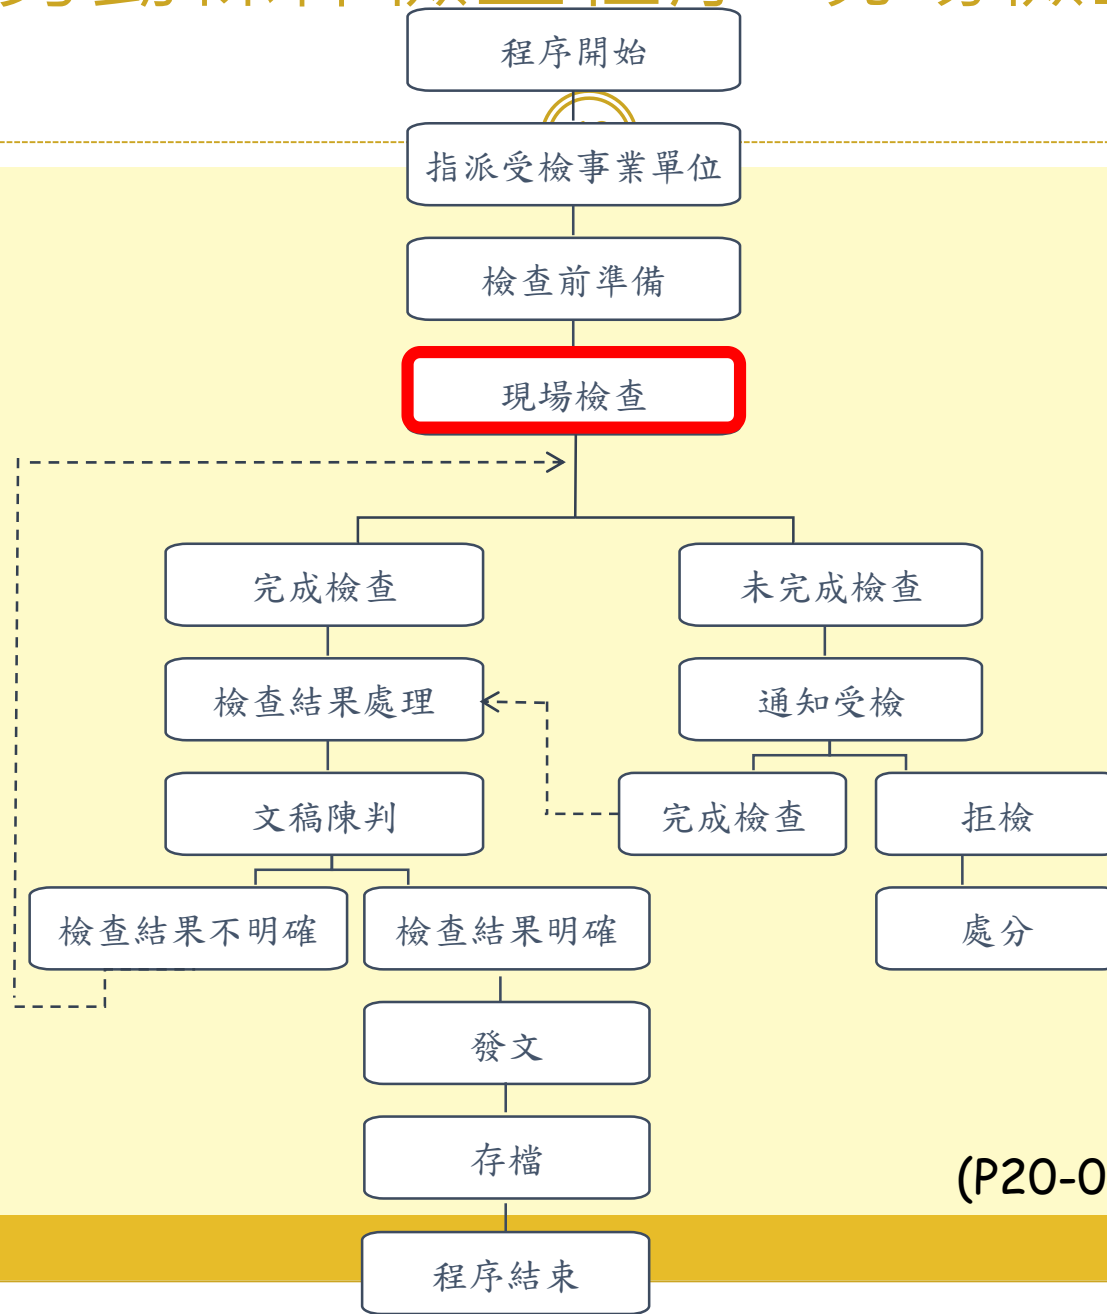 程序開始
指派受檢事業單位
檢查前準備
現場檢查
完成檢查
未完成檢查
檢查結果處理
通知受檢
文稿陳判
完成檢查
拒檢
檢查結果不明確
檢查結果明確
處分
發文
存檔
(P20-0
程序結束